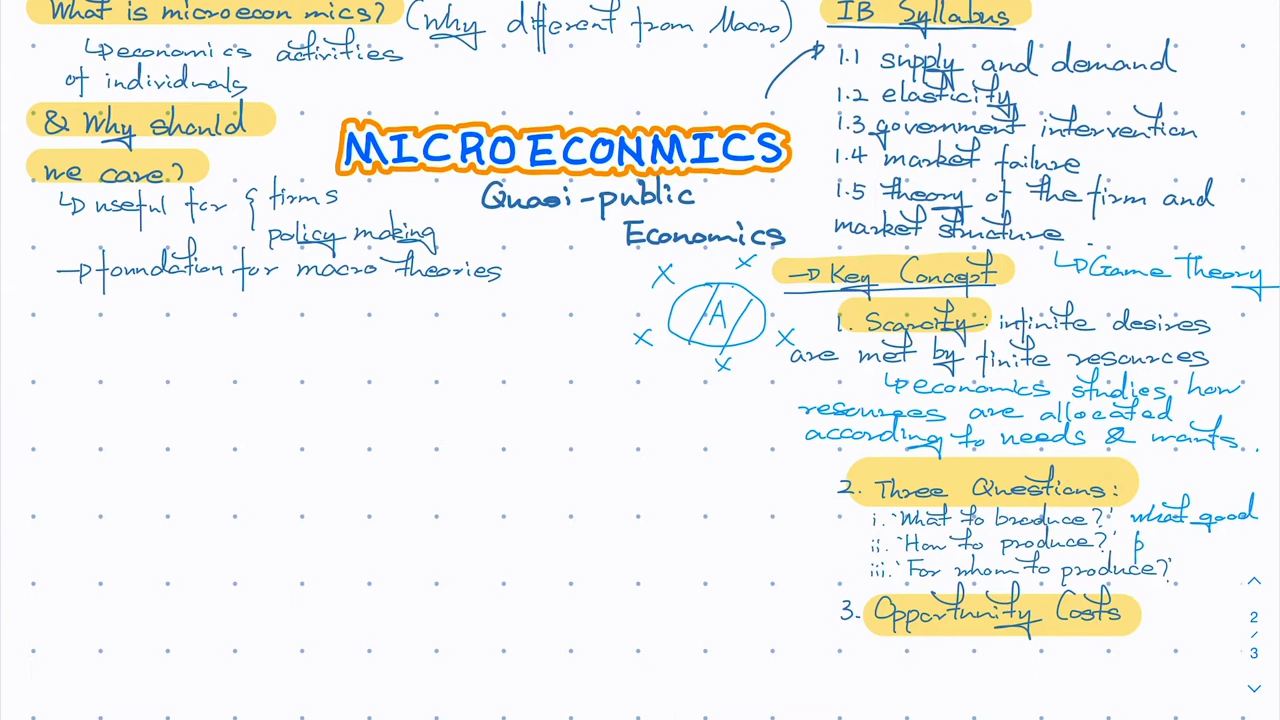 What is microecon mics? (Why different from Macro)
↳economics activities
of individuals
& Why should
we care?
↳useful for { firms
policy making
→foundation for macro theories
MICROECONMICS
Quasi-public
Economics
X X
X A X
X
IB Syllabus
1.1 supply and demand
1.2 elasticity
1.3 government intervention
1.4 market failure
1.5 theory of the firm and
market structure.
↳Game Theory
→ Key Concept
1. Scarcity: infinite desires
are met by finite resources
↳economics studies how
resources are allocated
according to needs & wants.
2. Three Questions:
i. 'What to produce?' what good
ii. 'How to produce?' p
iii. 'For whom to produce?'
3. Opportunity Costs
2
/
3